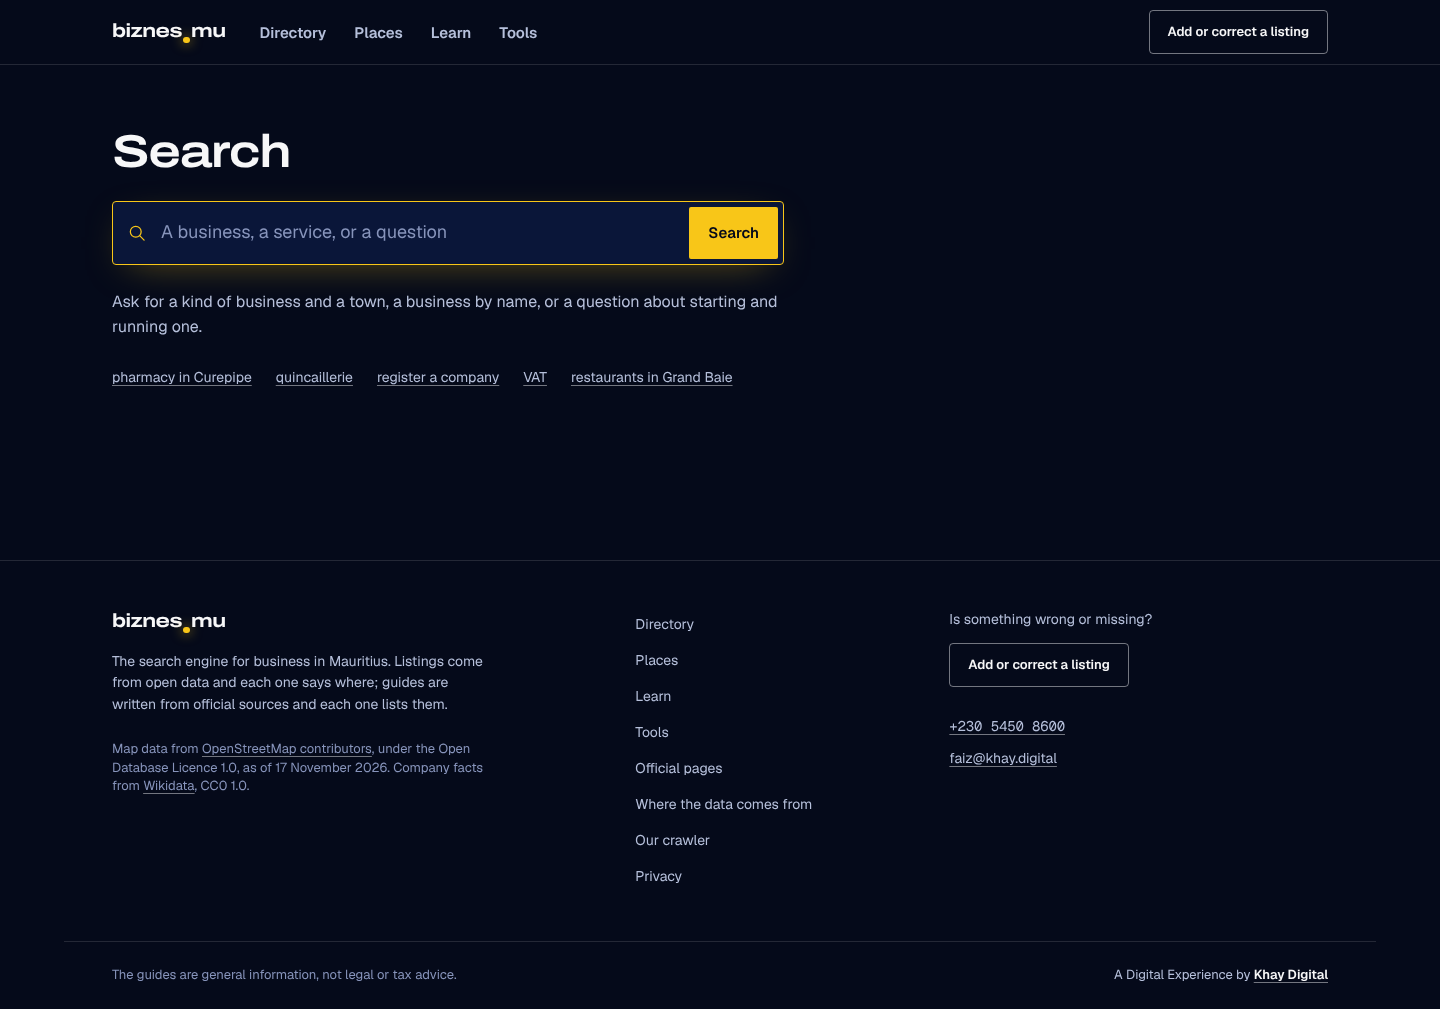 biznes.mu
Directory
Places
Learn
Tools
Add or correct a listing
Search
A business, a service, or a question
Search
Ask for a kind of business and a town, a business by name, or a question about starting and
running one.
pharmacy in Curepipe
quincaillerie
register a company
VAT
restaurants in Grand Baie
biznes.mu
The search engine for business in Mauritius. Listings come
from open data and each one says where; guides are
written from official sources and each one lists them.
Map data from OpenStreetMap contributors, under the Open
Database Licence 1.0, as of 17 November 2026. Company facts
from Wikidata, CC0 1.0.
Directory
Places
Learn
Tools
Official pages
Where the data comes from
Our crawler
Privacy
Is something wrong or missing?
Add or correct a listing
+230 5450 8600
faiz@khay.digital
The guides are general information, not legal or tax advice.
A Digital Experience by Khay Digital